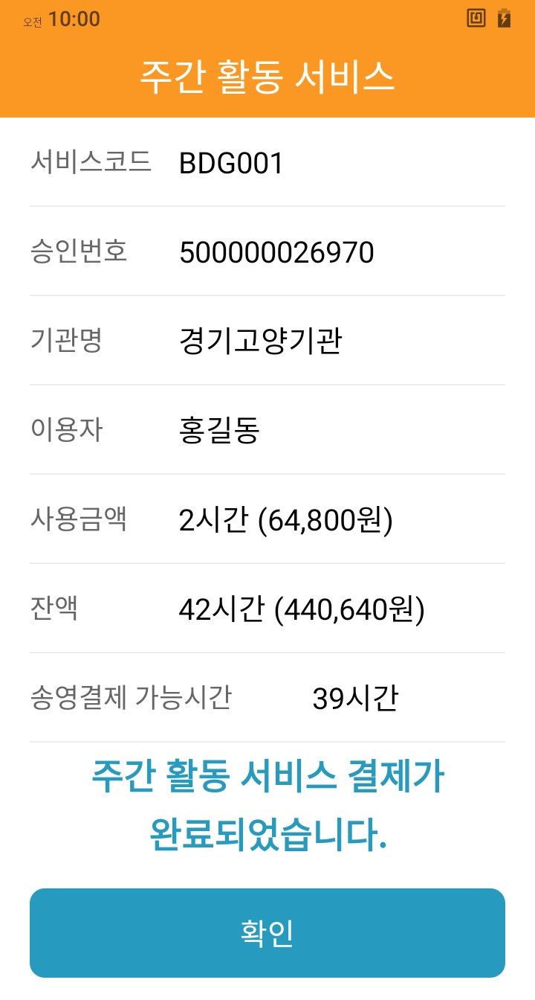 오전 10:00
주간 활동 서비스
서비스코드 BDG001
승인번호 500000026970
기관명 경기고양기관
이용자 홍길동
사용금액 2시간 (64,800원)
잔액 42시간 (440,640원)
송영결제 가능시간 39시간
주간 활동 서비스 결제가
완료되었습니다.
확인